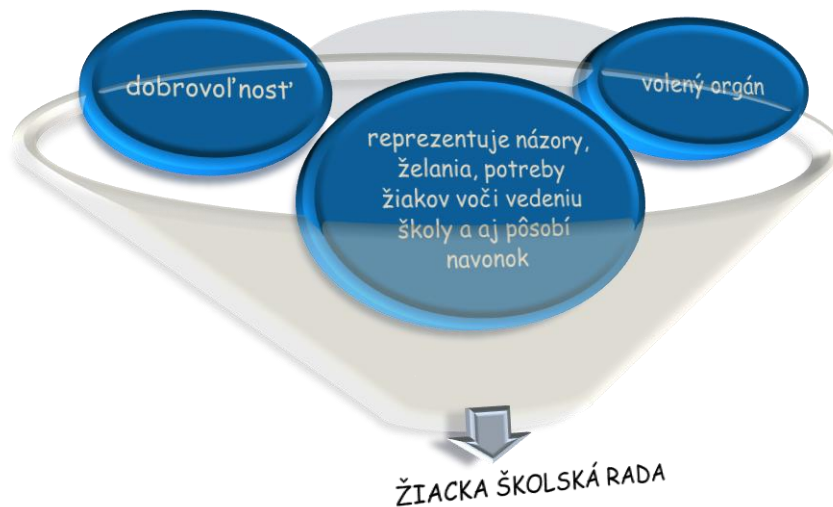 dobrovoľnosť
volený orgán
reprezentuje názory,
želania, potreby
žiakov voči vedeniu
školy a aj pôsobí
navonok
ŽIACKA ŠKOLSKÁ RADA